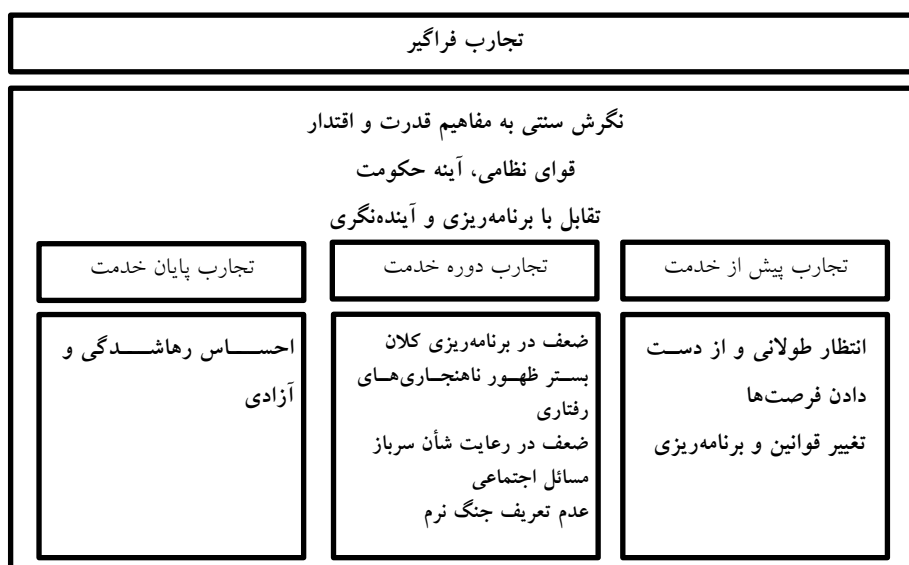 تجارب فراگیر
نگرش سنتی به مفاهیم قدرت و اقتدار
قوای نظامی، آینه حکومت
تقابل با برنامه‌ریزی و آینده‌نگری
تجارب پیش از خدمت
انتظار طولانی و از دست
دادن فرصت‌ها
تغییر قوانین و برنامه‌ریزی
تجارب دوره خدمت
ضعف در برنامه‌ریزی کلان
بستر ظهور ناهنجاری‌های
رفتاری
ضعف در رعایت شأن سرباز
مسائل اجتماعی
عدم تعریف جنگ نرم
تجارب پایان خدمت
احساس رهاشدگی و
آزادی